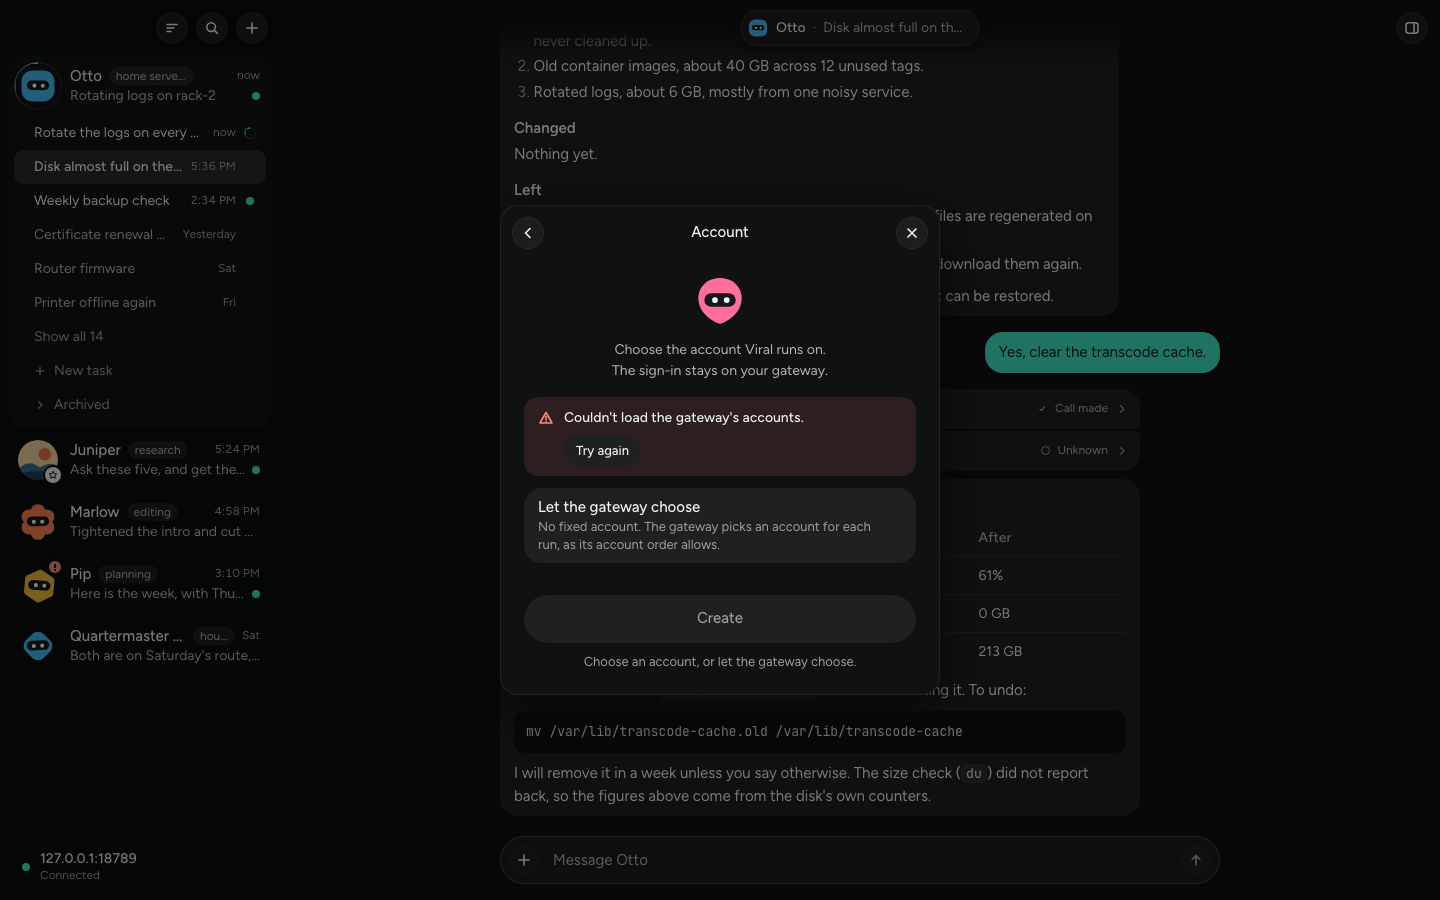 Otto home serve... now
Rotating logs on rack-2
Rotate the logs on every ... now
Disk almost full on the... 5:36 PM
Weekly backup check 2:34 PM
Certificate renewal ... Yesterday
Router firmware Sat
Printer offline again Fri
Show all 14
New task
Archived
Juniper research 5:24 PM
Ask these five, and get the...
Marlow editing 4:58 PM
Tightened the intro and cut ...
Pip planning 3:10 PM
Here is the week, with Thu...
Quartermaster ... hou... Sat
Both are on Saturday's route,...
127.0.0.1:18789
Connected
Otto · Disk almost full on th...
never cleaned up.
2. Old container images, about 40 GB across 12 unused tags.
3. Rotated logs, about 6 GB, mostly from one noisy service.
Changed
Nothing yet.
Left
files are regenerated on
download them again.
can be restored.
Yes, clear the transcode cache.
Call made
Unknown
After
61%
0 GB
213 GB
it. To undo:
mv /var/lib/transcode-cache.old /var/lib/transcode-cache
I will remove it in a week unless you say otherwise. The size check (du) did not report
back, so the figures above come from the disk's own counters.
Message Otto
Account
Choose the account Viral runs on.
The sign-in stays on your gateway.
Couldn't load the gateway's accounts.
Try again
Let the gateway choose
No fixed account. The gateway picks an account for each
run, as its account order allows.
Create
Choose an account, or let the gateway choose.